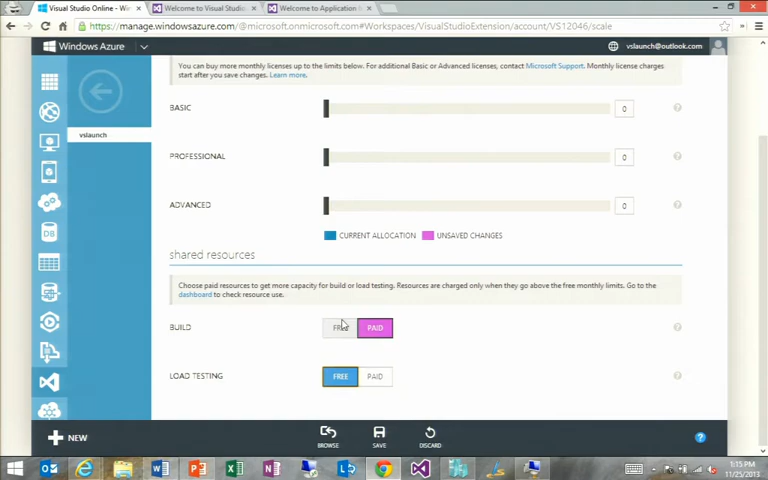 Visual Studio Online - Win
Welcome to Visual Studio
Welcome to Application
https://manage.windowsazure.com/@microsoft.onmicrosoft.com#Workspaces/VisualStudioExtension/account/VS12046/scale
Windows Azure
vslaunch@outlook.com
You can buy more monthly licenses up to the limits below. For additional Basic or Advanced licenses, contact Microsoft Support. Monthly license charges
start after you save changes. Learn more.
vslaunch
BASIC
0
PROFESSIONAL
0
ADVANCED
0
DB
CURRENT ALLOCATION
UNSAVED CHANGES
shared resources
Choose paid resources to get more capacity for build or load testing. Resources are charged only when they go above the free monthly limits. Go to the
dashboard to check resource use.
BUILD
PAID
LOAD TESTING
FREE
PAID
NEW
BROWSE
SAVE
DISCARD
1:15 PM
11/25/2013